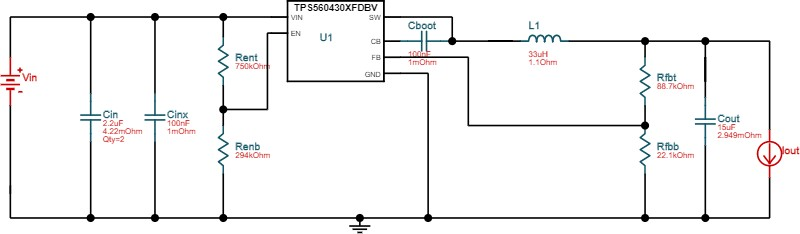 TPS560430XFDBV
VIN
SW
EN
U1
CB
FB
GND
Cboot
100nF
1mOhm
L1
33uH
1.1Ohm
Vin
Rent
750kOhm
Cin
2.2uF
4.22mOhm
Qty=2
Cinx
100nF
1mOhm
Renb
294kOhm
Rfbt
88.7kOhm
Cout
15uF
2.949mOhm
Rfbb
22.1kOhm
Iout